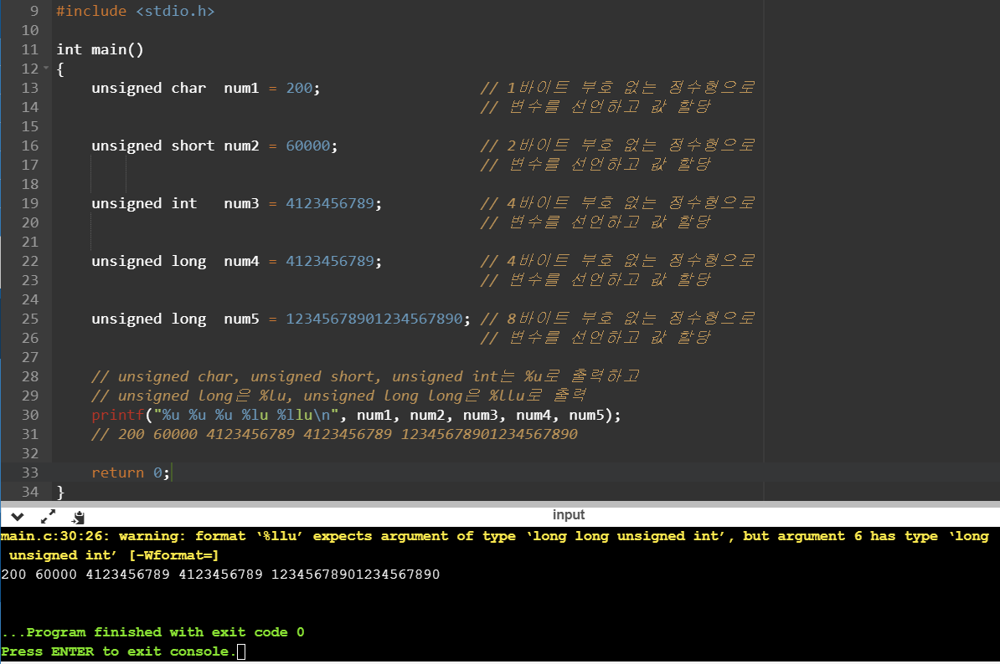 9 #include <stdio.h>
10
11 int main()
12 {
13 unsigned char num1 = 200; // 1바이트 부호 없는 정수형으로
14 // 변수를 선언하고 값 할당
15
16 unsigned short num2 = 60000; // 2바이트 부호 없는 정수형으로
17 // 변수를 선언하고 값 할당
18
19 unsigned int num3 = 4123456789; // 4바이트 부호 없는 정수형으로
20 // 변수를 선언하고 값 할당
21
22 unsigned long num4 = 4123456789; // 4바이트 부호 없는 정수형으로
23 // 변수를 선언하고 값 할당
24
25 unsigned long num5 = 12345678901234567890; // 8바이트 부호 없는 정수형으로
26 // 변수를 선언하고 값 할당
27
28 // unsigned char, unsigned short, unsigned int는 %u로 출력하고
29 // unsigned long은 %lu, unsigned long long은 %llu로 출력
30 printf("%u %u %u %lu %llu\n", num1, num2, num3, num4, num5);
31 // 200 60000 4123456789 4123456789 12345678901234567890
32
33 return 0;
34 }
input
main.c:30:26: warning: format ‘%llu’ expects argument of type ‘long long unsigned int’, but argument 6 has type ‘long
unsigned int’ [-Wformat=]
200 60000 4123456789 4123456789 12345678901234567890
...Program finished with exit code 0
Press ENTER to exit console.